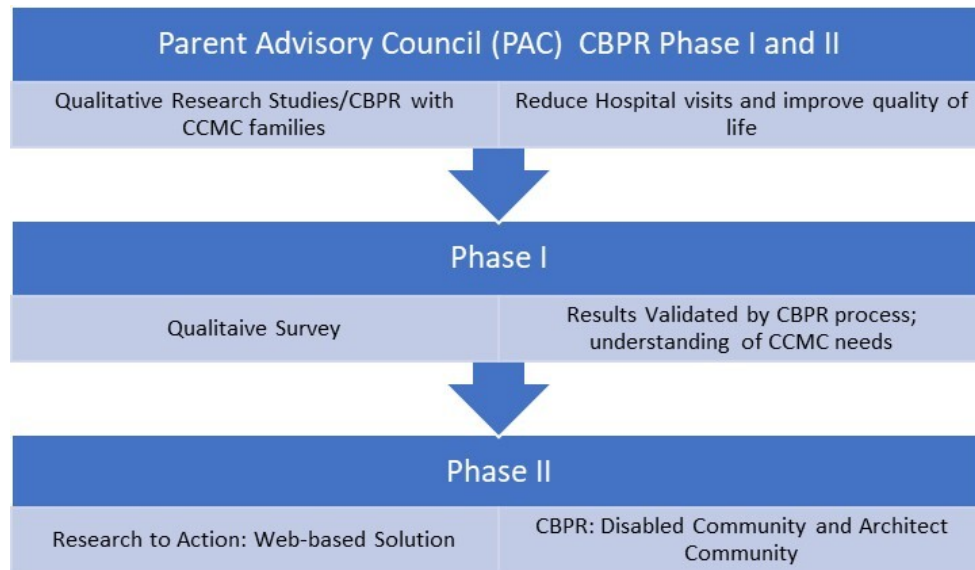 Parent Advisory Council (PAC) CBPR Phase I and II
Qualitative Research Studies/CBPR with
CCMC families
Reduce Hospital visits and improve quality of
life
Phase I
Qualitaive Survey
Results Validated by CBPR process;
understanding of CCMC needs
Phase II
Research to Action: Web-based Solution
CBPR: Disabled Community and Architect
Community